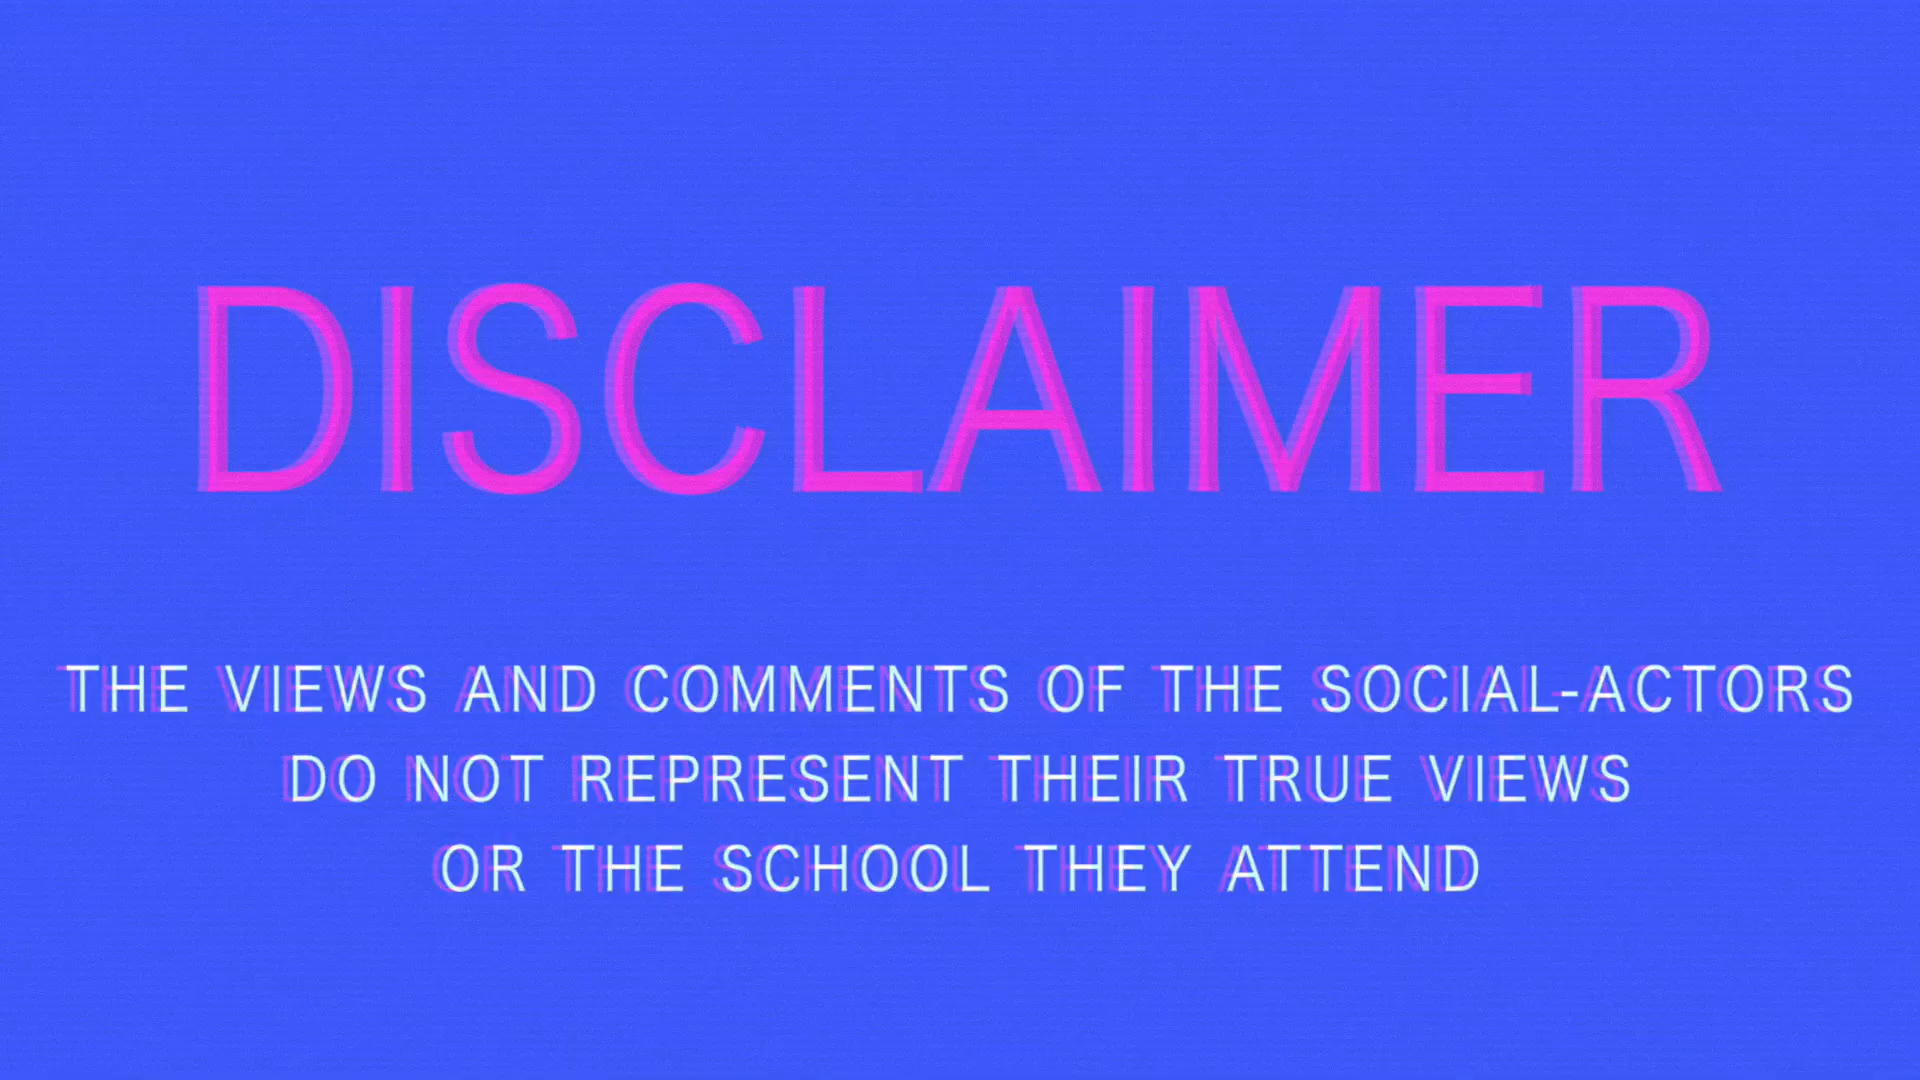 DISCLAIMER
THE VIEWS AND COMMENTS OF THE SOCIAL-ACTORS
DO NOT REPRESENT THEIR TRUE VIEWS
OR THE SCHOOL THEY ATTEND